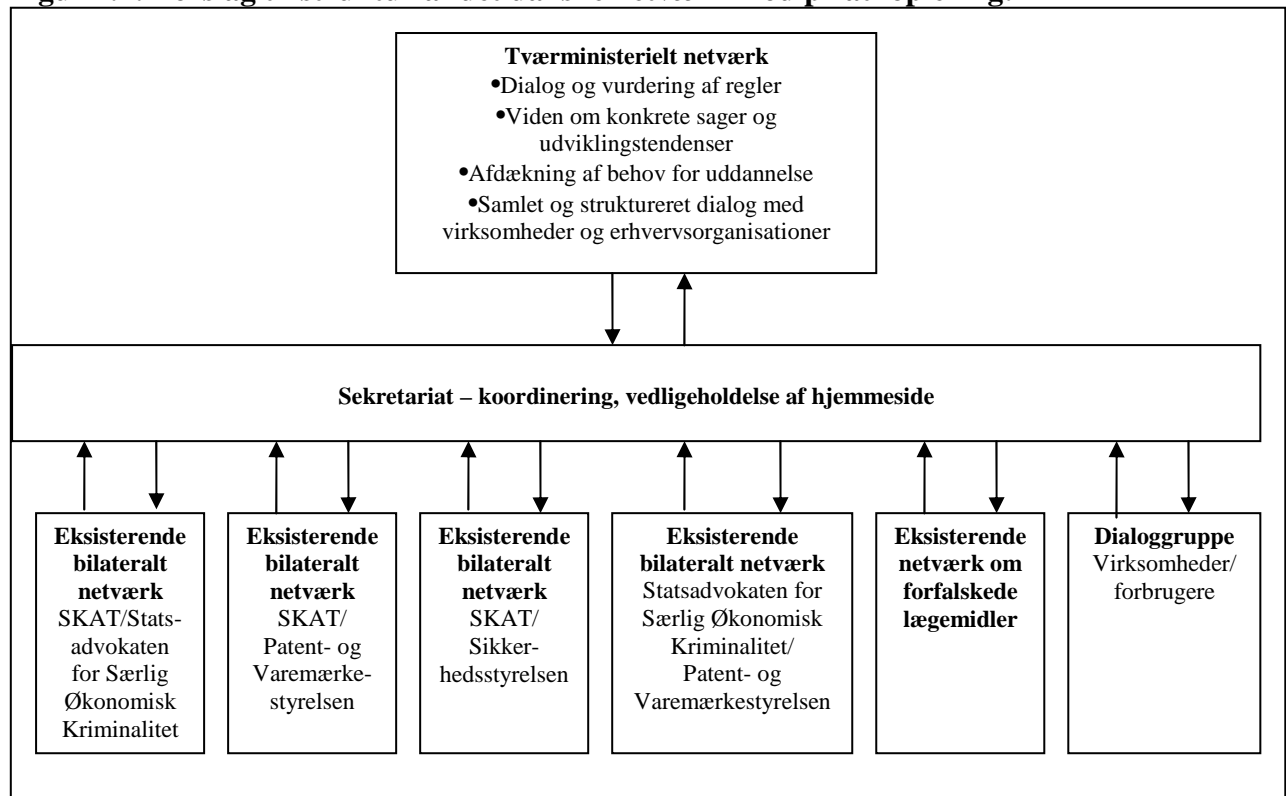 Tværministerielt netværk
•Dialog og vurdering af regler
•Viden om konkrete sager og
udviklingstendenser
•Afdækning af behov for uddannelse
•Samlet og struktureret dialog med
virksomheder og erhvervsorganisationer
Sekretariat – koordinering, vedligeholdelse af hjemmeside
Eksisterende
bilateralt
netværk
SKAT/Stats-
advokaten
for Særlig
Økonomisk
Kriminalitet
Eksisterende
bilateralt
netværk
SKAT/
Patent- og
Varemærke-
styrelsen
Eksisterende
bilateralt
netværk
SKAT/
Sikker-
hedsstyrelsen
Eksisterende
bilateralt netværk
Statsadvokaten for
Særlig Økonomisk
Kriminalitet/
Patent- og
Varemærkestyrelsen
Eksisterende
netværk om
forfalskede
lægemidler
Dialoggruppe
Virksomheder/
forbrugere